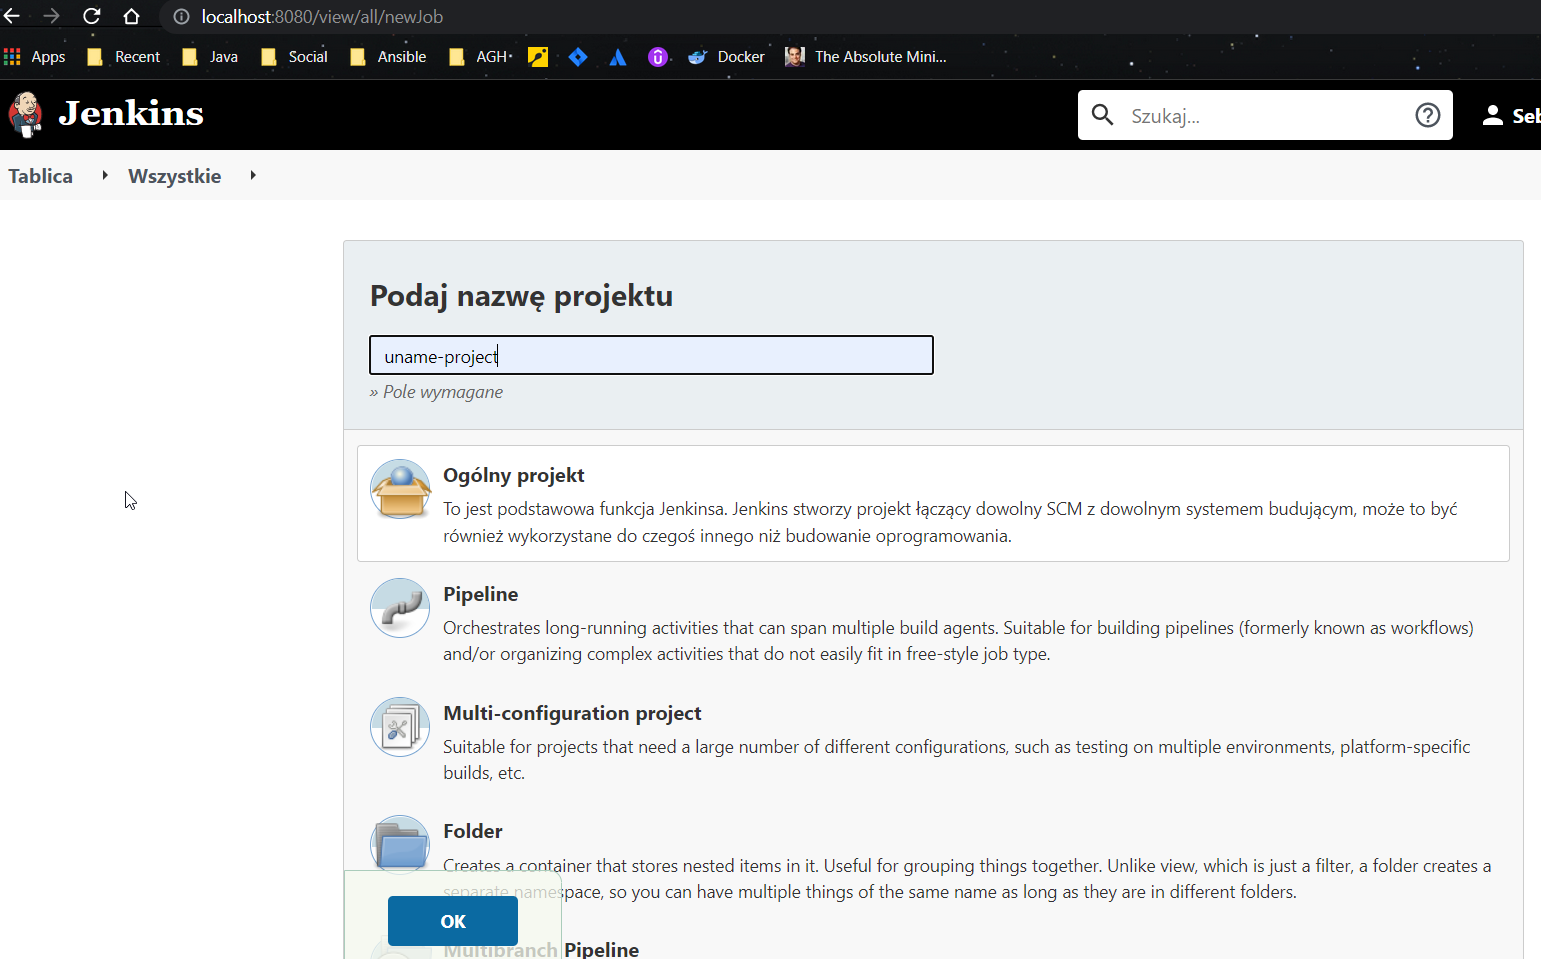 localhost:8080/view/all/newJob
Apps Recent Java Social Ansible AGH Docker The Absolute Mini...
Jenkins Szukaj... Seb
Tablica Wszystkie
Podaj nazwę projektu
uname-project
» Pole wymagane
Ogólny projekt
To jest podstawowa funkcja Jenkinsa. Jenkins stworzy projekt łączący dowolny SCM z dowolnym systemem budującym, może to być
również wykorzystane do czegoś innego niż budowanie oprogramowania.
Pipeline
Orchestrates long-running activities that can span multiple build agents. Suitable for building pipelines (formerly known as workflows)
and/or organizing complex activities that do not easily fit in free-style job type.
Multi-configuration project
Suitable for projects that need a large number of different configurations, such as testing on multiple environments, platform-specific
builds, etc.
Folder
Creates a container that stores nested items in it. Useful for grouping things together. Unlike view, which is just a filter, a folder creates a
separate namespace, so you can have multiple things of the same name as long as they are in different folders.
OK
Multibranch Pipeline